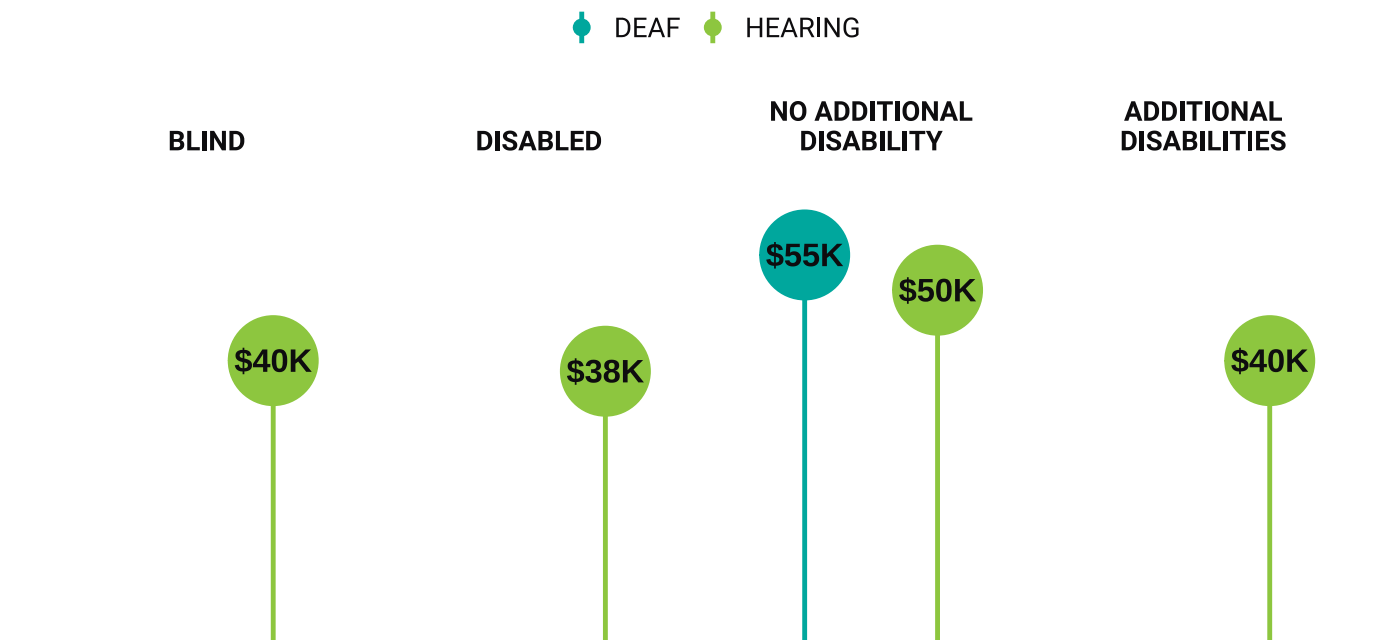 DEAF HEARING
BLIND
DISABLED
NO ADDITIONAL
DISABILITY
ADDITIONAL
DISABILITIES
$55K
$50K
$40K
$38K
$40K